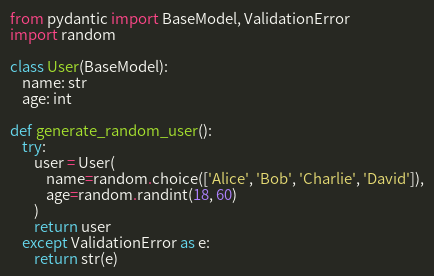 from pydantic import BaseModel, ValidationError
import random

class User(BaseModel):
    name: str
    age: int

def generate_random_user():
    try:
        user = User(
            name=random.choice(['Alice', 'Bob', 'Charlie', 'David']),
            age=random.randint(18, 60)
        )
        return user
    except ValidationError as e:
        return str(e)